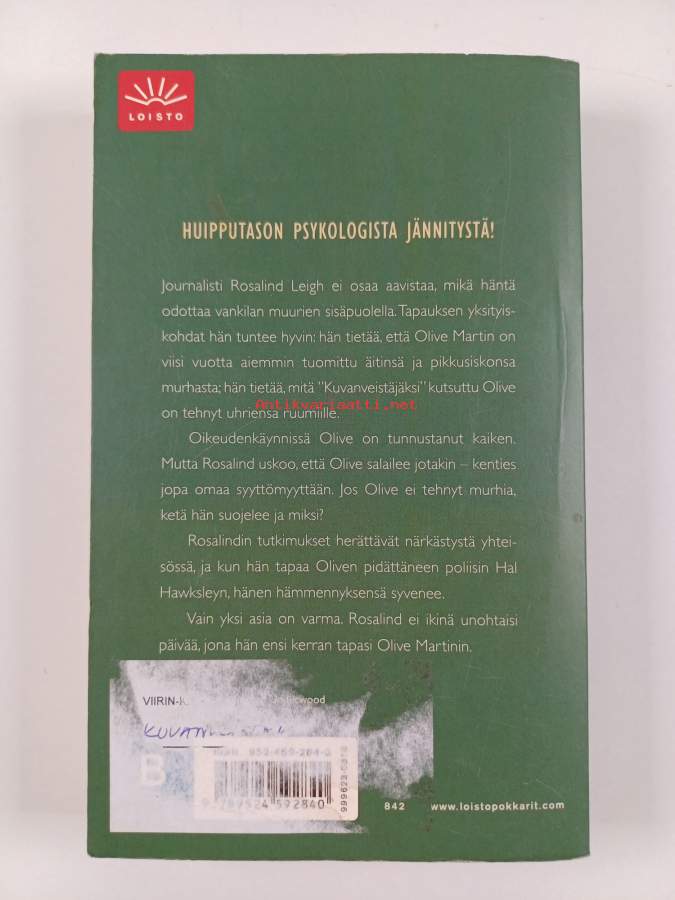 LOISTO
HUIPPUTASON PSYKOLOGISTA JÄNNITYSTÄ!
Journalisti Rosalind Leigh ei osaa aavistaa, mikä häntä
odottaa vankilan muurien sisäpuolella. Tapauksen yksityis-
kohdat hän tuntee hyvin: hän tietää, että Olive Martin on
viisi vuotta aiemmin tuomittu äitinsä ja pikkusiskonsa
murhasta; hän tietää, mitä "Kuvanveistäjäksi" kutsuttu Olive
Antikvariaatti.net
on tehnyt uhriensa ruumiille.
Oikeudenkäynnissä Olive on tunnustanut kaiken.
Mutta Rosalind uskoo, että Olive salailee jotakin – kenties
jopa omaa syyttömyyttään. Jos Olive ei tehnyt murhia,
ketä hän suojelee ja miksi?
Rosalindin tutkimukset herättävät närkästystä yhtei-
sössä, ja kun hän tapaa Oliven pidättäneen poliisin Hal
Hawksleyn, hänen hämmennyksensä syvenee.
Vain yksi asia on varma. Rosalind ei ikinä unohtaisi
päivää, jona hän ensi kerran tapasi Olive Martinin.
VIIRIN-K
B
9 789524 592840
842 www.loistopokkarit.com